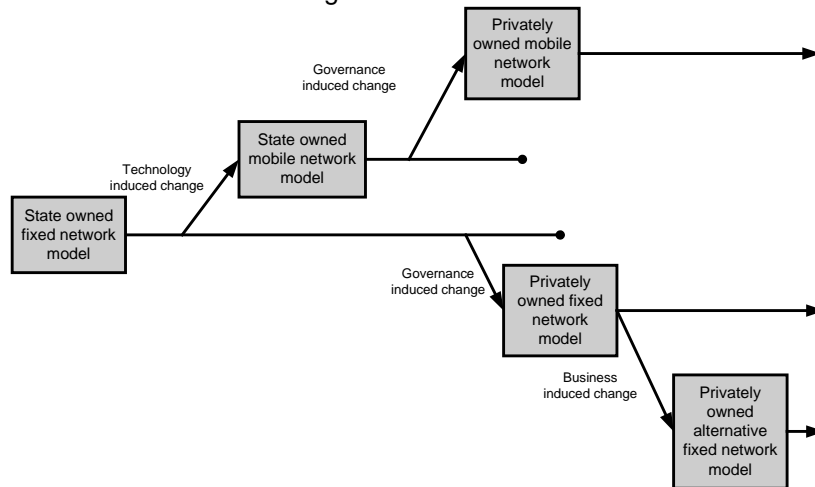 Privately
owned mobile
network
model
Governance
induced change
State owned
mobile network
model
Technology
induced change
State owned
fixed network
model
Governance
induced change
Privately
owned fixed
network
model
Business
induced change
Privately
owned
alternative
fixed network
model